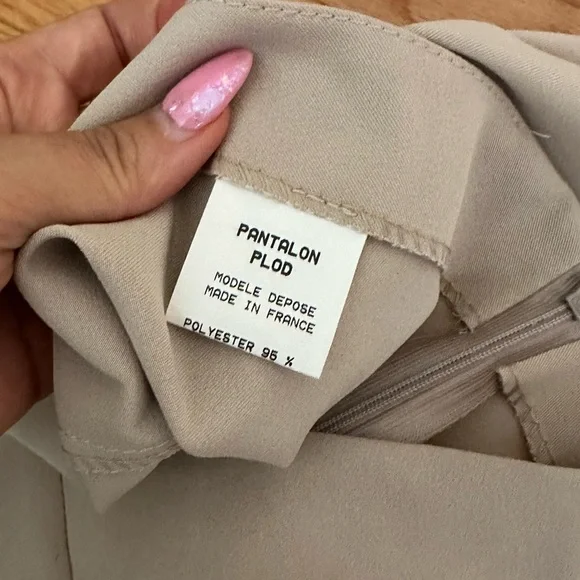 PANTALON
PLOD
MODELE DEPOSE
MADE IN FRANCE
POLYESTER 95 %